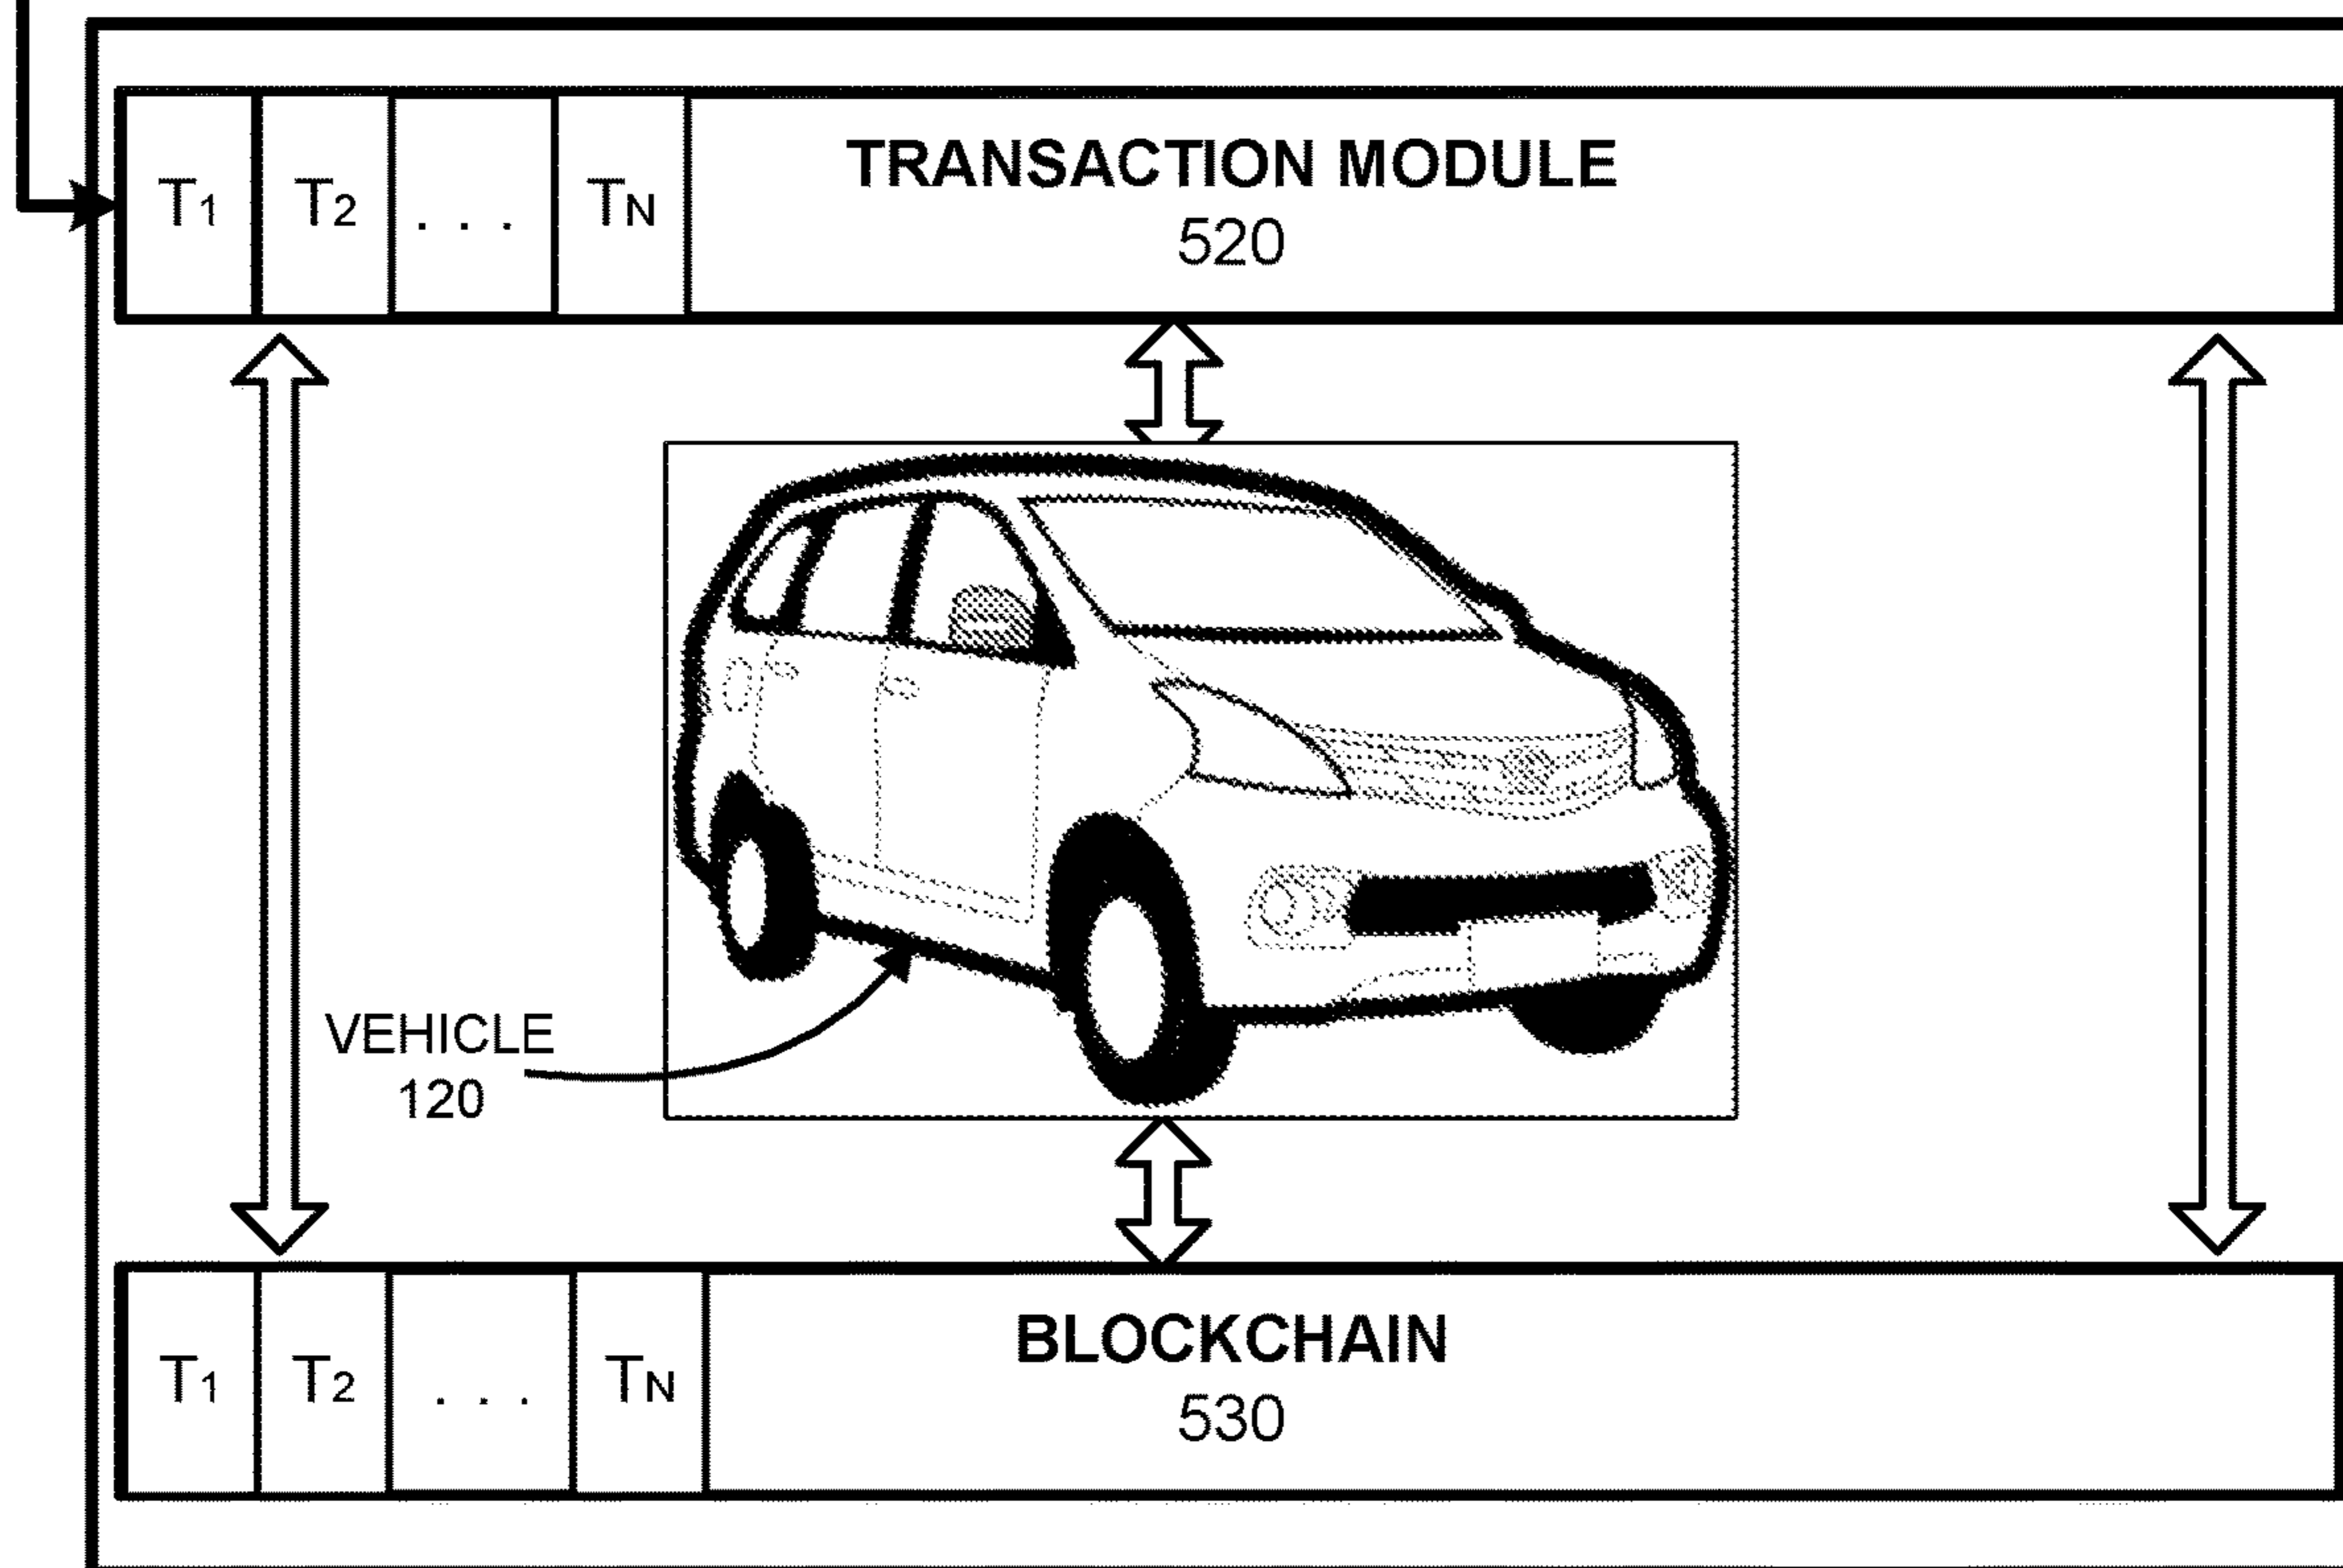 T1 T2 . . . TN TRANSACTION MODULE
520
VEHICLE
120
T1 T2 . . . TN BLOCKCHAIN
530